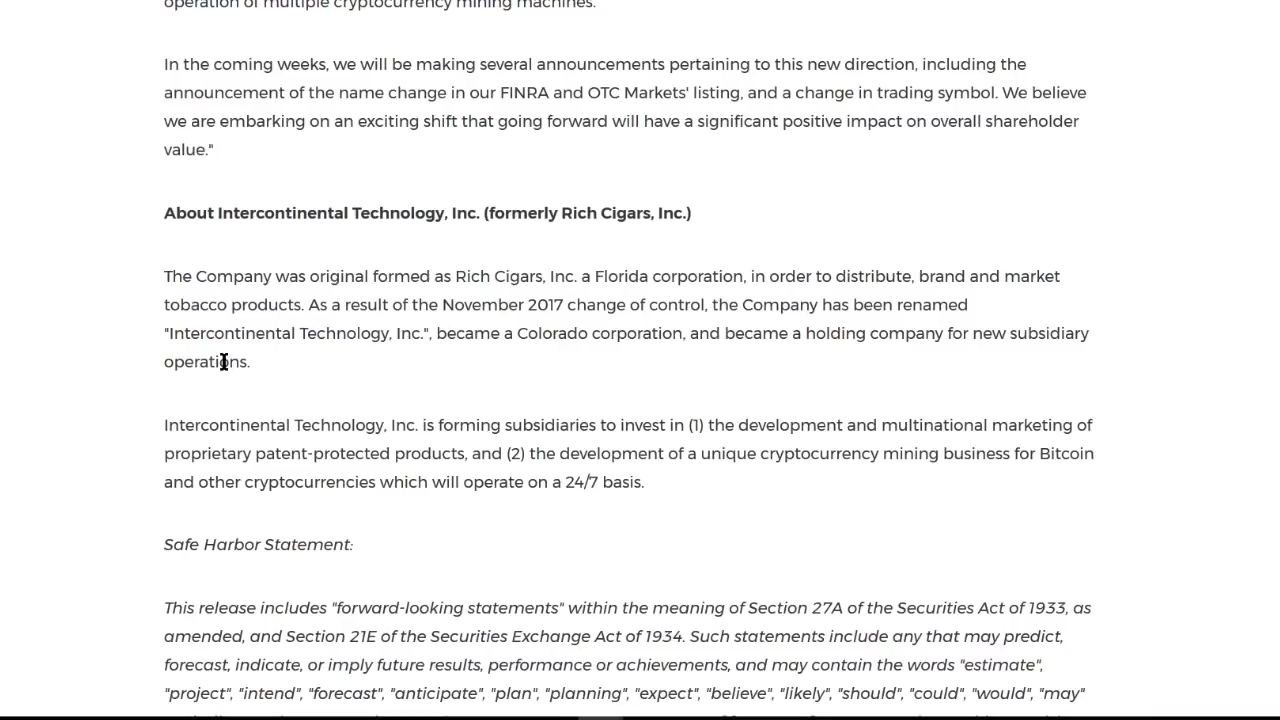 operation of multiple cryptocurrency mining machines.
In the coming weeks, we will be making several announcements pertaining to this new direction, including the
announcement of the name change in our FINRA and OTC Markets' listing, and a change in trading symbol. We believe
we are embarking on an exciting shift that going forward will have a significant positive impact on overall shareholder
value."
About Intercontinental Technology, Inc. (formerly Rich Cigars, Inc.)
The Company was original formed as Rich Cigars, Inc. a Florida corporation, in order to distribute, brand and market
tobacco products. As a result of the November 2017 change of control, the Company has been renamed
"Intercontinental Technology, Inc.", became a Colorado corporation, and became a holding company for new subsidiary
operations.
Intercontinental Technology, Inc. is forming subsidiaries to invest in (1) the development and multinational marketing of
proprietary patent-protected products, and (2) the development of a unique cryptocurrency mining business for Bitcoin
and other cryptocurrencies which will operate on a 24/7 basis.
Safe Harbor Statement:
This release includes "forward-looking statements" within the meaning of Section 27A of the Securities Act of 1933, as
amended, and Section 21E of the Securities Exchange Act of 1934. Such statements include any that may predict,
forecast, indicate, or imply future results, performance or achievements, and may contain the words "estimate",
"project", "intend", "forecast", "anticipate", "plan", "planning", "expect", "believe", "likely", "should", "could", "would", "may"